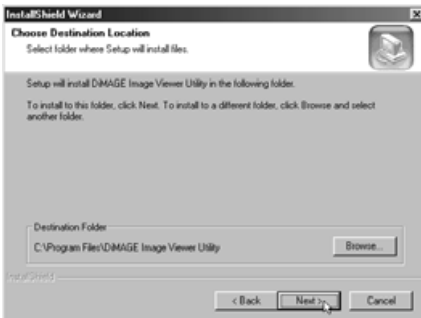 InstallShield Wizard
Choose Destination Location
Select folder where Setup will install files.
Setup will install DiMAGE Image Viewer Utility in the following folder.
To install to this folder, click Next. To install to a different folder, click Browse and select
another folder.
Destination Folder
C:\Program Files\DiMAGE Image Viewer Utility
Browse...
InstallShield
< Back
Next >
Cancel